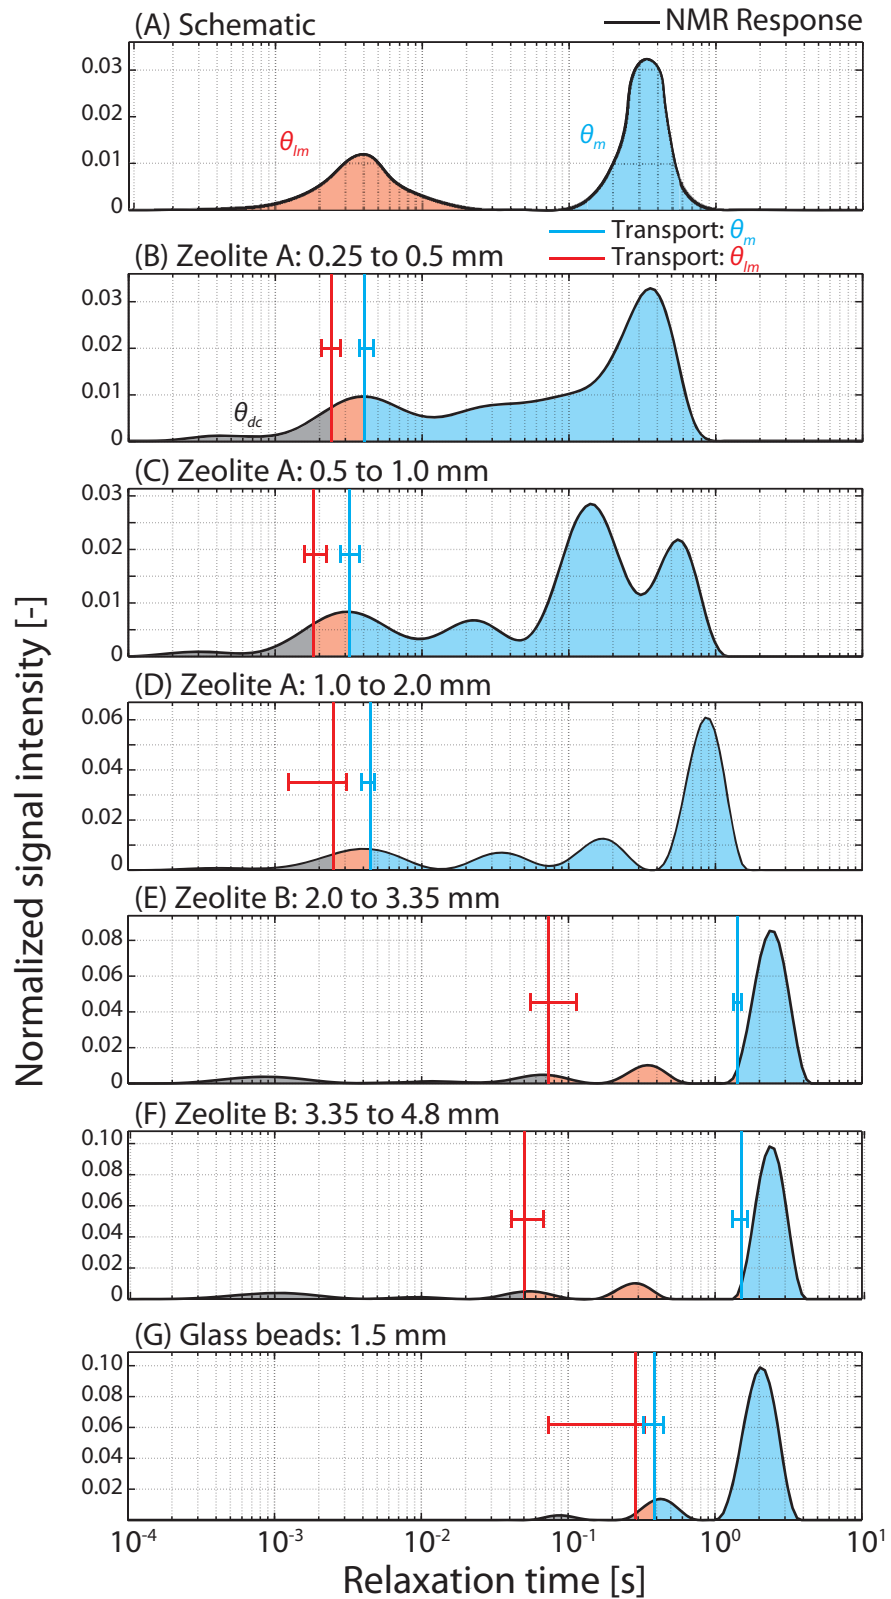 (A) Schematic
NMR Response
0.03
0.02
0.01
0
θlm
θm
Transport: θm
Transport: θlm
(B) Zeolite A: 0.25 to 0.5 mm
0.03
0.02
0.01
0
θdc
(C) Zeolite A: 0.5 to 1.0 mm
0.03
0.02
0.01
0
(D) Zeolite A: 1.0 to 2.0 mm
0.06
0.04
0.02
0
(E) Zeolite B: 2.0 to 3.35 mm
0.08
0.06
0.04
0.02
0
(F) Zeolite B: 3.35 to 4.8 mm
0.10
0.08
0.06
0.04
0.02
0
(G) Glass beads: 1.5 mm
0.10
0.08
0.06
0.04
0.02
10^-4 10^-3 10^-2 10^-1 10^0 10^1
Relaxation time [s]
Normalized signal intensity [-]